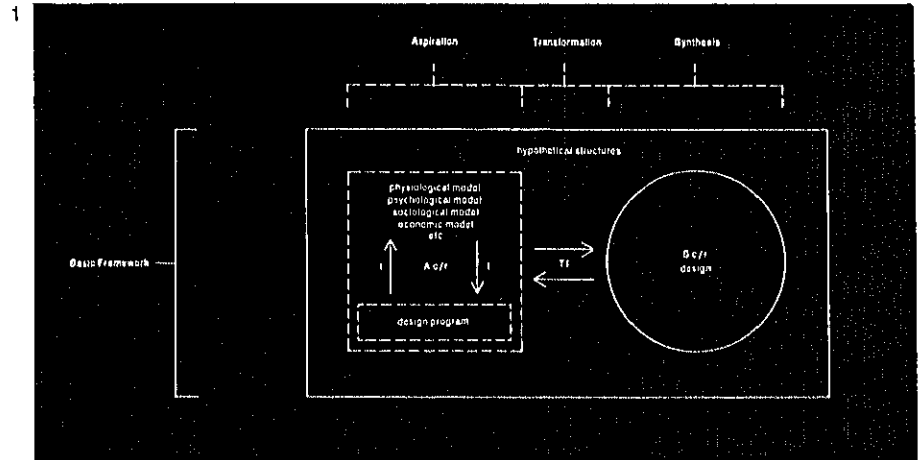 1
Aspiration
Transformation
Synthesis
hypothetical structures
physiological model
psychological model
sociological model
economic model
etc
A c/r
design program
TF
design
Basic Framework